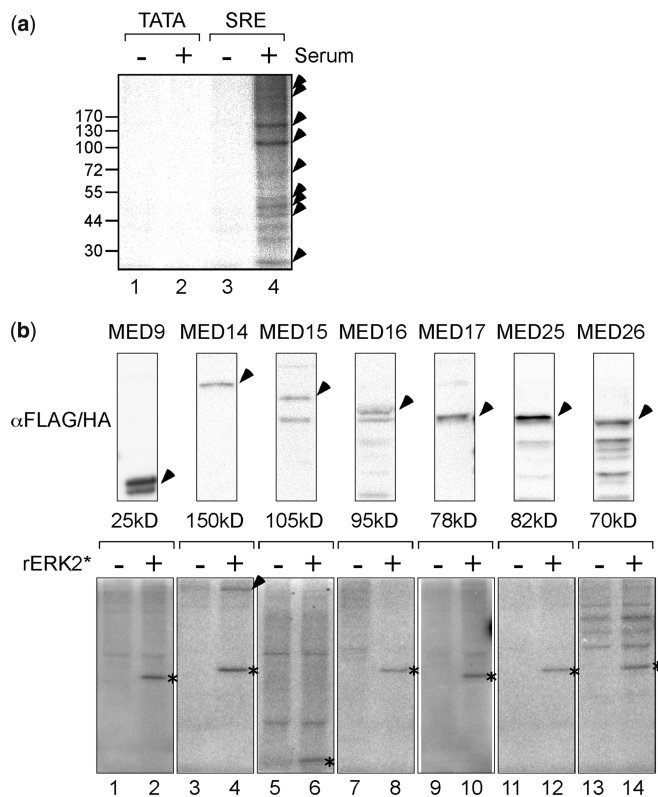 (a)
TATA SRE
- + - + Serum
170
130
100
72
55
44
30
1 2 3 4
(b)
MED9 MED14 MED15 MED16 MED17 MED25 MED26
αFLAG/HA
25kD 150kD 105kD 95kD 78kD 82kD 70kD
rERK2* - + - + - + - + - + - + - +
* * * * * * *
1 2 3 4 5 6 7 8 9 10 11 12 13 14